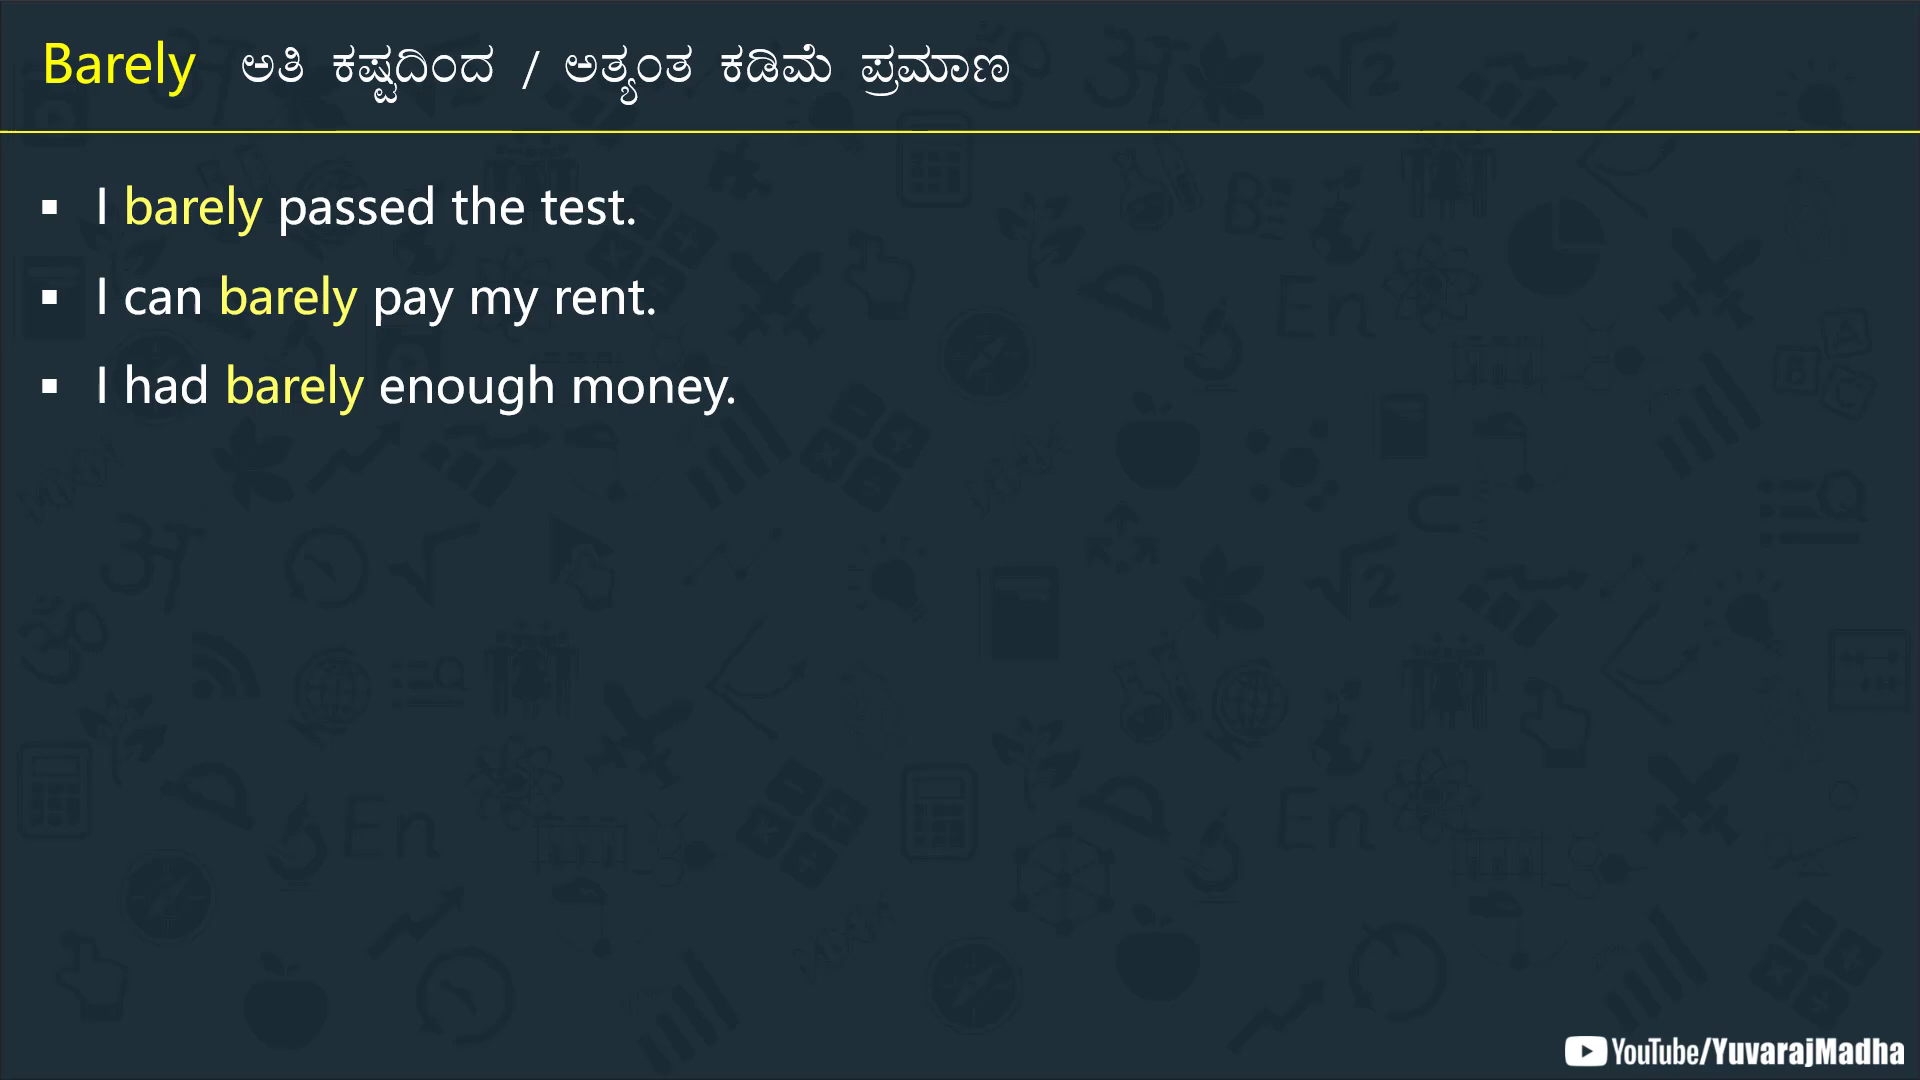 Barely ಅತಿ ಕಷ್ಟದಿಂದ / ಅತ್ಯಂತ ಕಡಿಮೆ ಪ್ರಮಾಣ
▪ I barely passed the test.
▪ I can barely pay my rent.
▪ I had barely enough money.
YouTube/YuvarajMadha